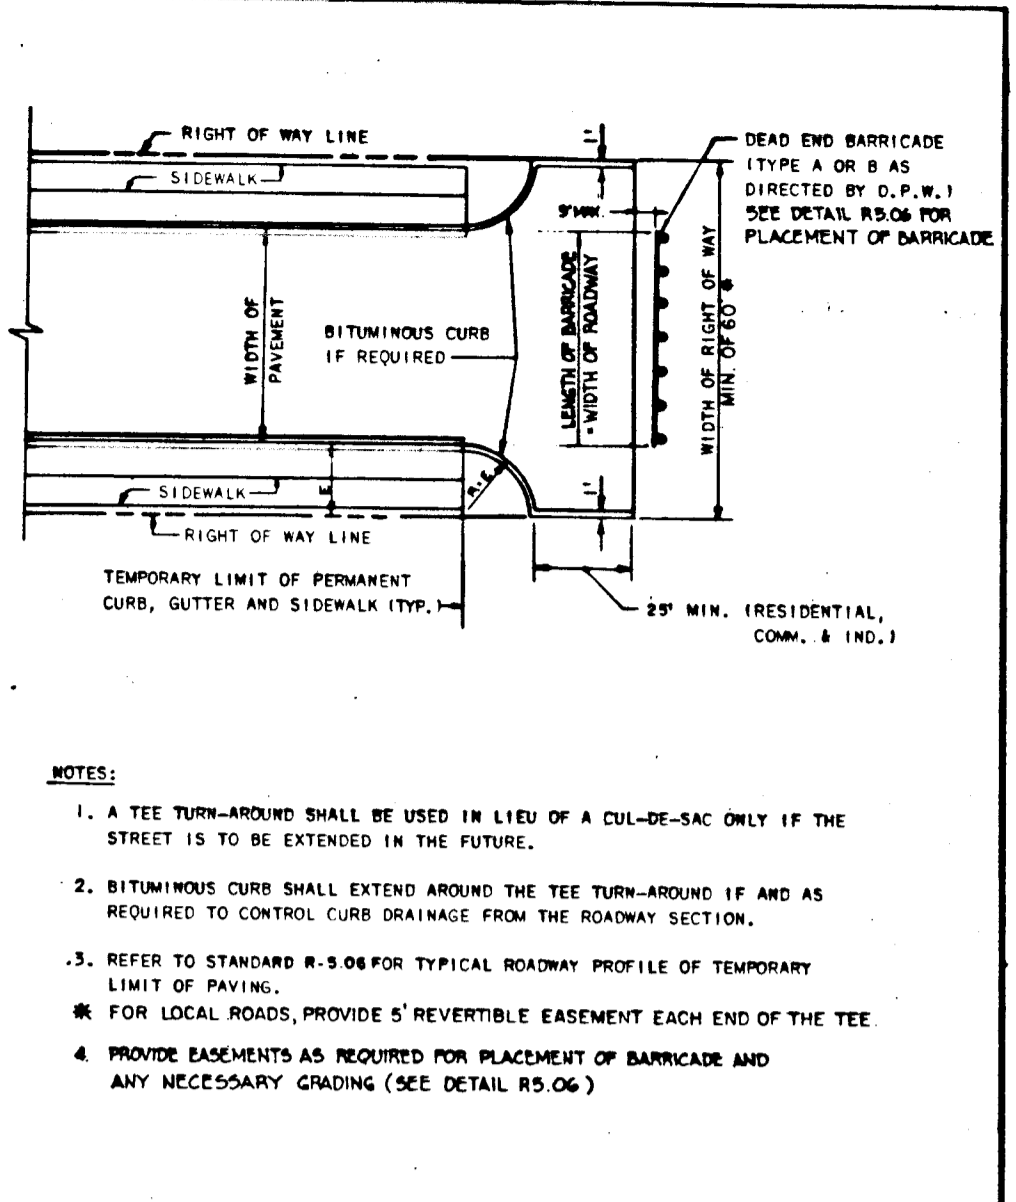 RIGHT OF WAY LINE
SIDEWALK
1'
DEAD END BARRICADE
(TYPE A OR B AS
DIRECTED BY D.P.W.)
SEE DETAIL R5.06 FOR
PLACEMENT OF BARRICADE
MAX.
WIDTH OF
PAVEMENT
BITUMINOUS CURB
IF REQUIRED
LENGTH OF BARRICADE
= WIDTH OF ROADWAY
WIDTH OF RIGHT OF WAY
MIN. OF 60' *
E
R=E
SIDEWALK
1'
RIGHT OF WAY LINE
TEMPORARY LIMIT OF PERMANENT
CURB, GUTTER AND SIDEWALK (TYP.)
25' MIN. (RESIDENTIAL,
COMM. & IND.)
NOTES:
1. A TEE TURN-AROUND SHALL BE USED IN LIEU OF A CUL-DE-SAC ONLY IF THE
STREET IS TO BE EXTENDED IN THE FUTURE.
2. BITUMINOUS CURB SHALL EXTEND AROUND THE TEE TURN-AROUND IF AND AS
REQUIRED TO CONTROL CURB DRAINAGE FROM THE ROADWAY SECTION.
3. REFER TO STANDARD R-5.06 FOR TYPICAL ROADWAY PROFILE OF TEMPORARY
LIMIT OF PAVING.
* FOR LOCAL ROADS, PROVIDE 5' REVERTIBLE EASEMENT EACH END OF THE TEE.
4. PROVIDE EASEMENTS AS REQUIRED FOR PLACEMENT OF BARRICADE AND
ANY NECESSARY GRADING (SEE DETAIL R5.06)